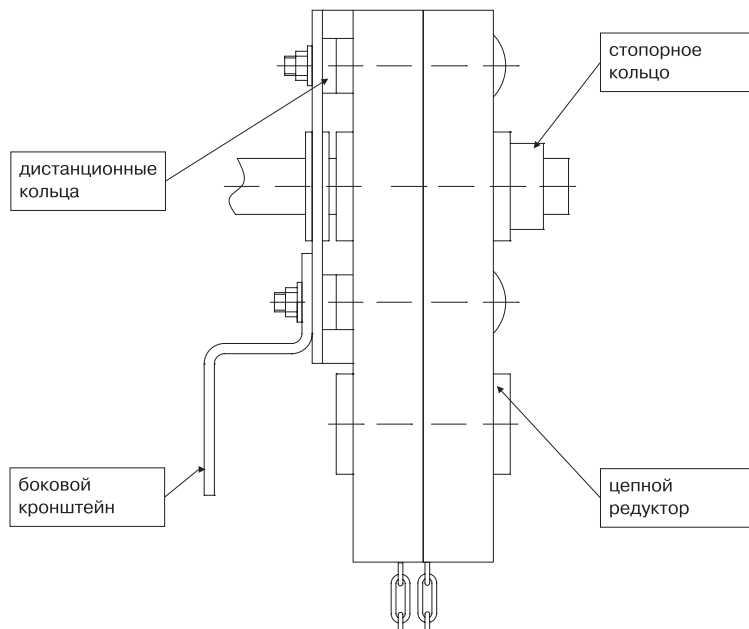 стопорное
кольцо
дистанционные
кольца
боковой
кронштейн
цепной
редуктор